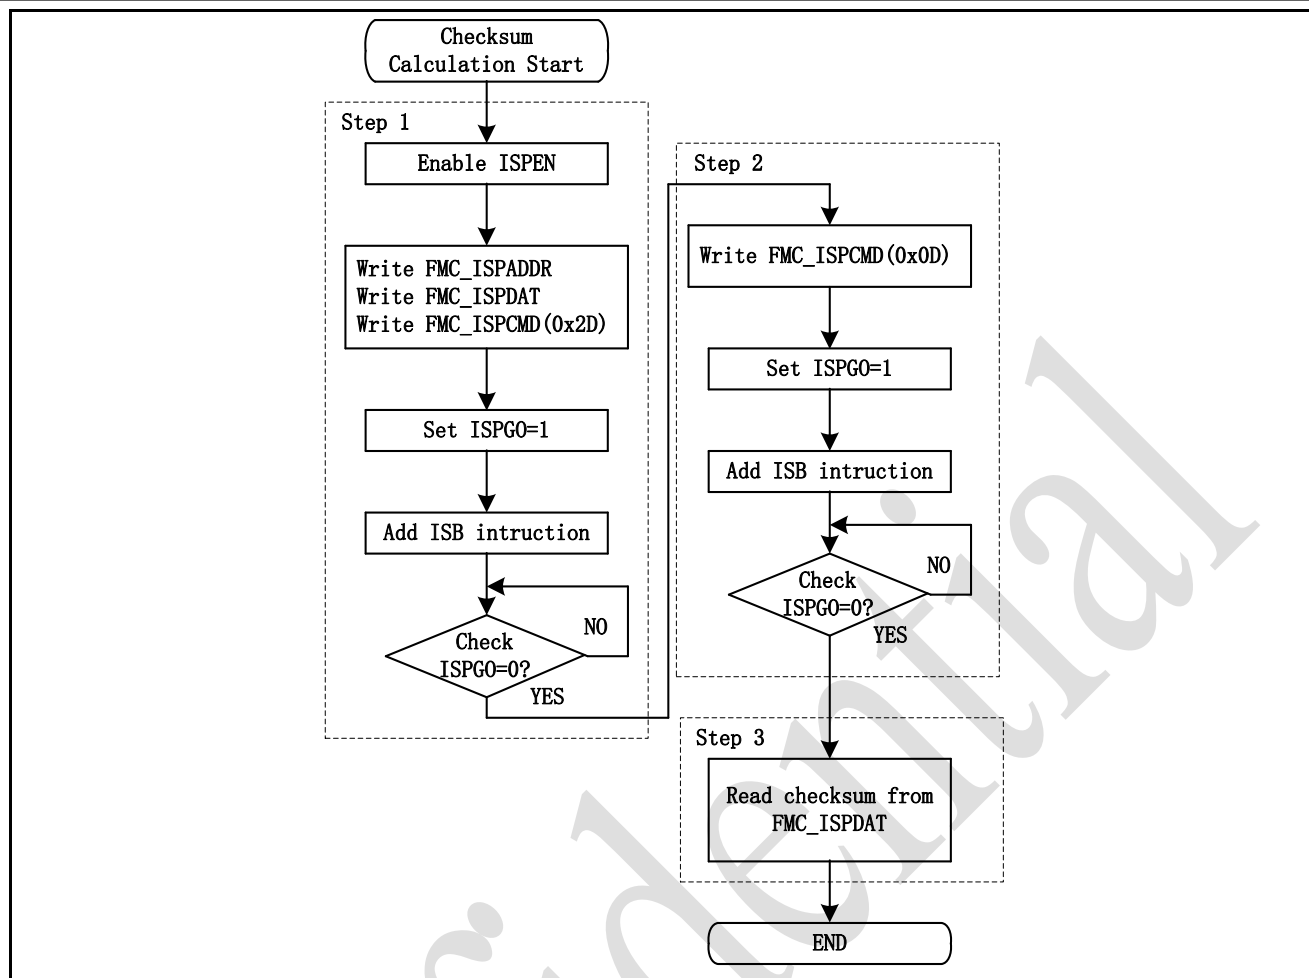 Checksum
Calculation Start
Step 1
Enable ISPEN
Write FMC_ISPADDR
Write FMC_ISPDAT
Write FMC_ISPCMD(0x2D)
Set ISPGO=1
Add ISB intruction
Check
ISPGO=0?
NO
YES
Step 2
Write FMC_ISPCMD(0x0D)
Set ISPGO=1
Add ISB intruction
Check
ISPGO=0?
NO
YES
Step 3
Read checksum from
FMC_ISPDAT
END
fidential